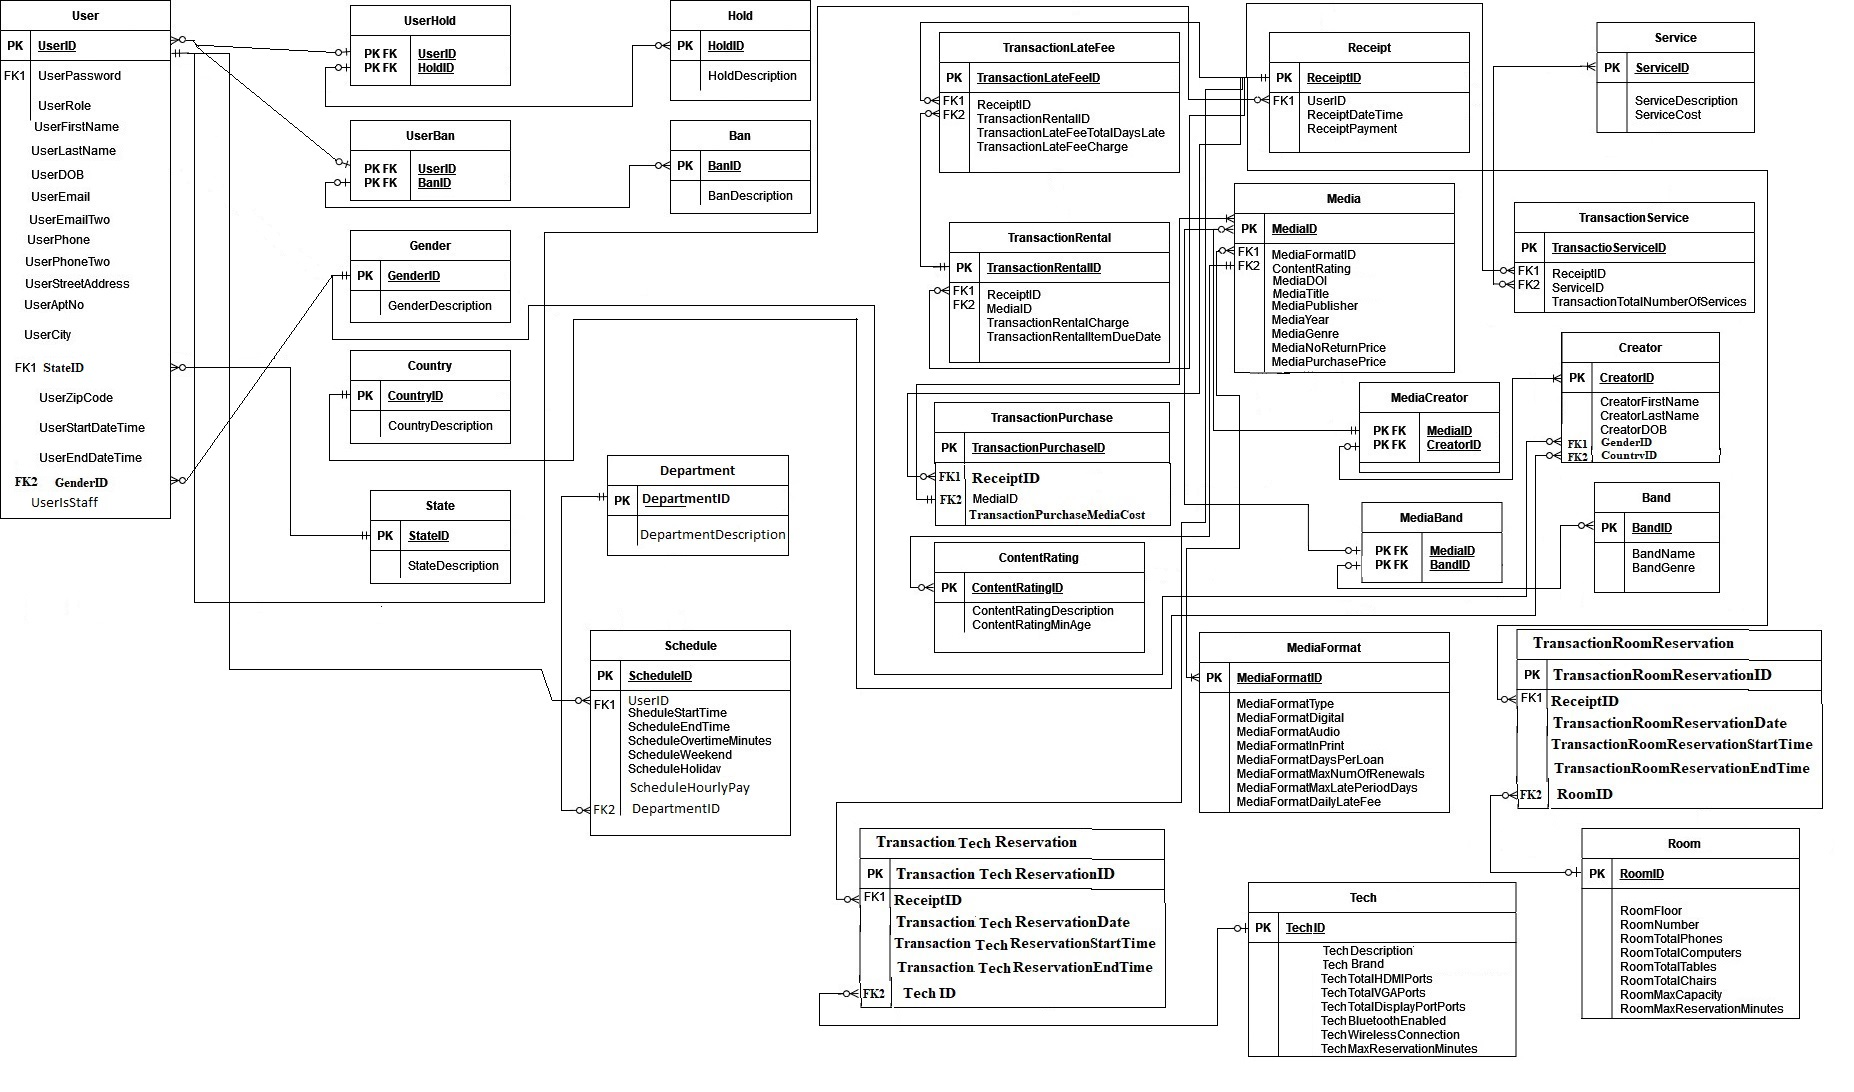 User
PK UserID
FK1 UserPassword
UserRole
UserFirstName
UserLastName
UserDOB
UserEmail
UserEmailTwo
UserPhone
UserPhoneTwo
UserStreetAddress
UserAptNo
UserCity
FK1 StateID
UserZipCode
UserStartDateTime
UserEndDateTime
FK2 GenderID
UserIsStaff
UserHold
PK FK UserID
PK FK HoldID
Hold
PK HoldID
HoldDescription
UserBan
PK FK UserID
PK FK BanID
Ban
PK BanID
BanDescription
Gender
PK GenderID
GenderDescription
Country
PK CountryID
CountryDescription
State
PK StateID
StateDescription
Department
PK DepartmentID
DepartmentDescription
Schedule
PK ScheduleID
FK1 UserID
SheduleStartTime
ScheduleEndTime
ScheduleOvertimeMinutes
ScheduleWeekend
ScheduleHoliday
ScheduleHourlyPay
FK2 DepartmentID
TransactionLateFee
PK TransactionLateFeeID
FK1 ReceiptID
FK2 TransactionRentalID
TransactionLateFeeTotalDaysLate
TransactionLateFeeCharge
TransactionRental
PK TransactionRentalID
FK1 ReceiptID
FK2 MediaID
TransactionRentalCharge
TransactionRentalItemDueDate
TransactionPurchase
PK TransactionPurchaseID
FK1 ReceiptID
FK2 MediaID
TransactionPurchaseMediaCost
ContentRating
PK ContentRatingID
ContentRatingDescription
ContentRatingMinAge
Receipt
PK ReceiptID
FK1 UserID
ReceiptDateTime
ReceiptPayment
Media
PK MediaID
FK1 MediaFormatID
FK2 ContentRating
MediaDOI
MediaTitle
MediaPublisher
MediaYear
MediaGenre
MediaNoReturnPrice
MediaPurchasePrice
MediaCreator
PK FK MediaID
PK FK CreatorID
MediaBand
PK FK MediaID
PK FK BandID
MediaFormat
PK MediaFormatID
MediaFormatType
MediaFormatDigital
MediaFormatAudio
MediaFormatInPrint
MediaFormatDaysPerLoan
MediaFormatMaxNumOfRenewals
MediaFormatMaxLatePeriodDays
MediaFormatDailyLateFee
Service
PK ServiceID
ServiceDescription
ServiceCost
TransactionService
PK TransactioServiceID
FK1 ReceiptID
FK2 ServiceID
TransactionTotalNumberOfServices
Creator
PK CreatorID
CreatorFirstName
CreatorLastName
CreatorDOB
FK1 GenderID
FK2 CountryID
Band
PK BandID
BandName
BandGenre
TransactionRoomReservation
PK TransactionRoomReservationID
FK1 ReceiptID
TransactionRoomReservationDate
TransactionRoomReservationStartTime
TransactionRoomReservationEndTime
FK2 RoomID
Room
PK RoomID
RoomFloor
RoomNumber
RoomTotalPhones
RoomTotalComputers
RoomTotalTables
RoomTotalChairs
RoomMaxCapacity
RoomMaxReservationMinutes
Transaction Tech Reservation
PK Transaction Tech ReservationID
FK1 ReceiptID
Transaction Tech ReservationDate
Transaction Tech ReservationStartTime
Transaction Tech ReservationEndTime
FK2 Tech ID
Tech
PK TechID
TechDescription
Tech Brand
TechTotalHDMIPorts
TechTotalVGAPorts
TechTotalDisplayPortPorts
TechBluetoothEnabled
TechWirelessConnection
TechMaxReservationMinutes